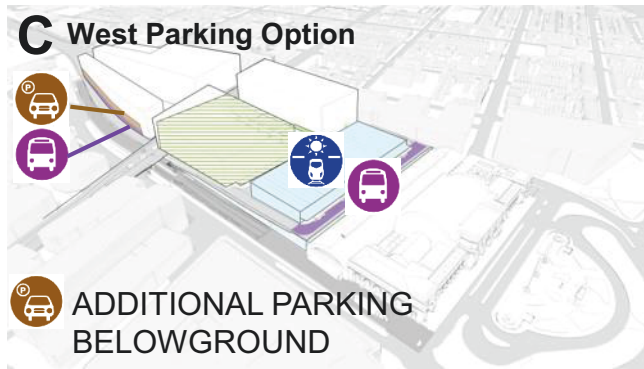 C West Parking Option
P
P
ADDITIONAL PARKING
BELOWGROUND